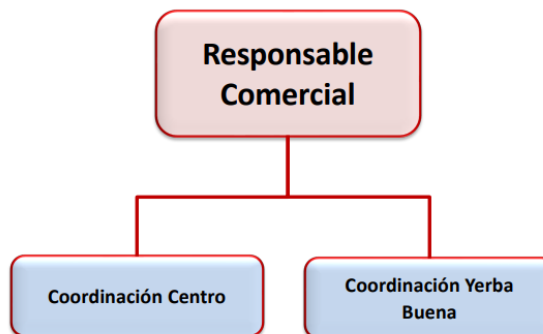 Responsable
Comercial
Coordinación Centro
Coordinación Yerba
Buena